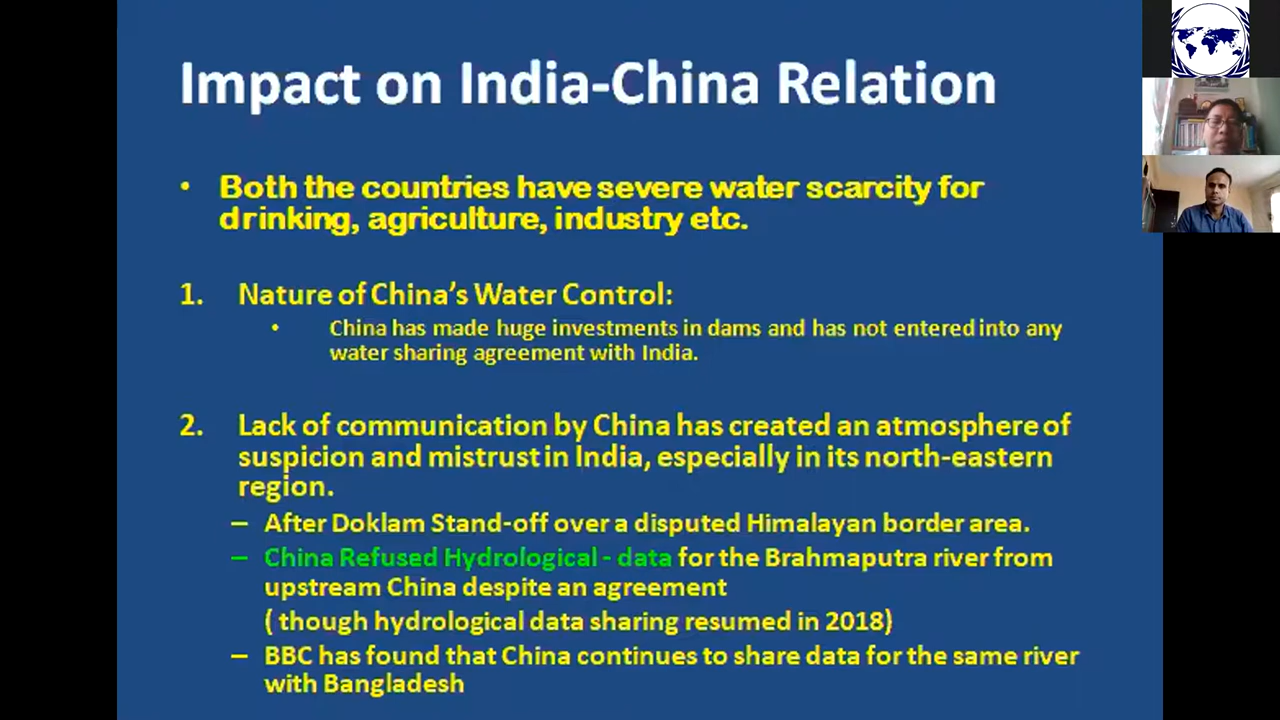 Impact on India-China Relation
• Both the countries have severe water scarcity for
drinking, agriculture, industry etc.
1. Nature of China's Water Control:
• China has made huge investments in dams and has not entered into any
water sharing agreement with India.
2. Lack of communication by China has created an atmosphere of
suspicion and mistrust in India, especially in its north-eastern
region.
– After Doklam Stand-off over a disputed Himalayan border area.
– China Refused Hydrological - data for the Brahmaputra river from
upstream China despite an agreement
( though hydrological data sharing resumed in 2018)
– BBC has found that China continues to share data for the same river
with Bangladesh